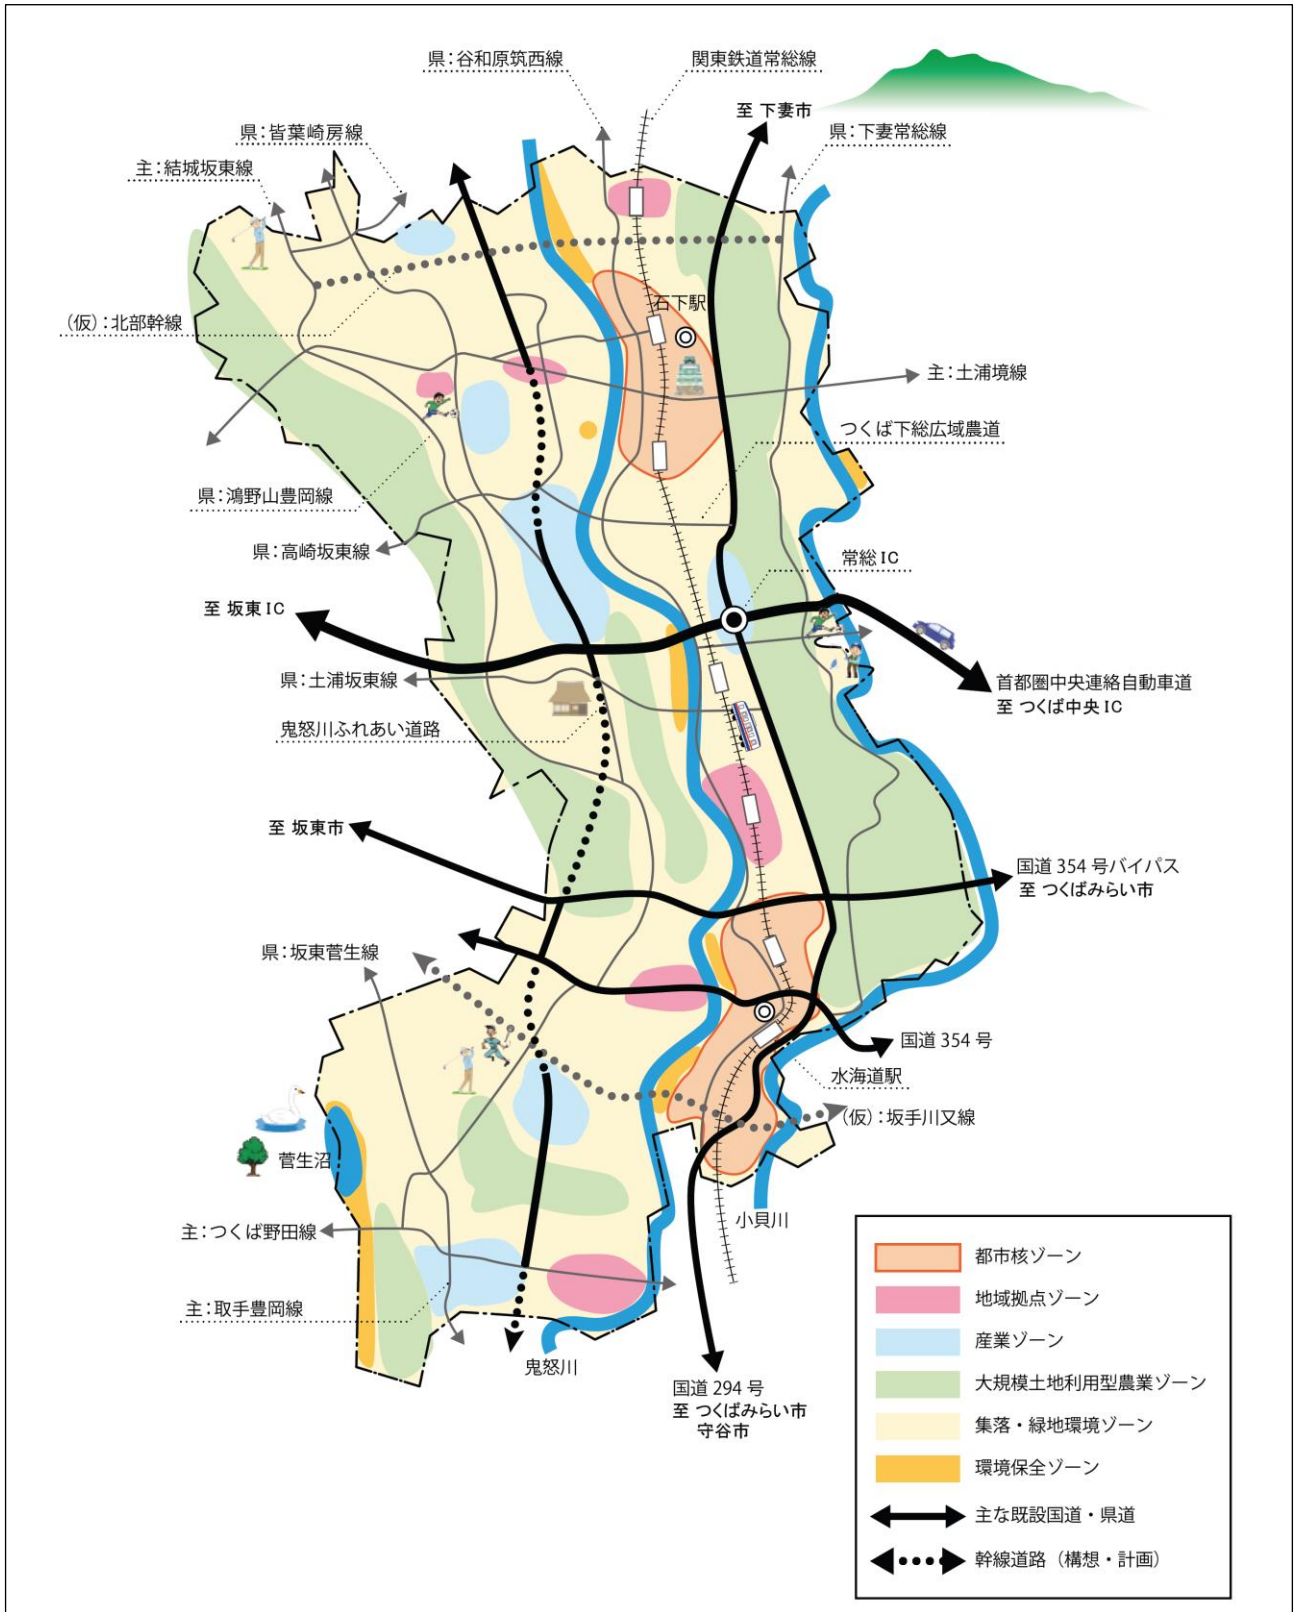 県：谷和原筑西線
関東鉄道常総線
至 下妻市
県：皆葉崎房線
県：下妻常総線
主：結城坂東線
石下駅
（仮）：北部幹線
主：土浦境線
つくば下総広域農道
県：鴻野山豊岡線
県：高崎坂東線
常総 IC
至 坂東 IC
県：土浦坂東線
首都圏中央連絡自動車道
至 つくば中央 IC
鬼怒川ふれあい道路
至 坂東市
国道 354 号バイパス
至 つくばみらい市
県：坂東菅生線
国道 354 号
水海道駅
（仮）：坂手川又線
菅生沼
小貝川
主：つくば野田線
主：取手豊岡線
鬼怒川
国道 294 号
至 つくばみらい市
守谷市
都市核ゾーン
地域拠点ゾーン
産業ゾーン
大規模土地利用型農業ゾーン
集落・緑地環境ゾーン
環境保全ゾーン
主な既設国道・県道
幹線道路（構想・計画）